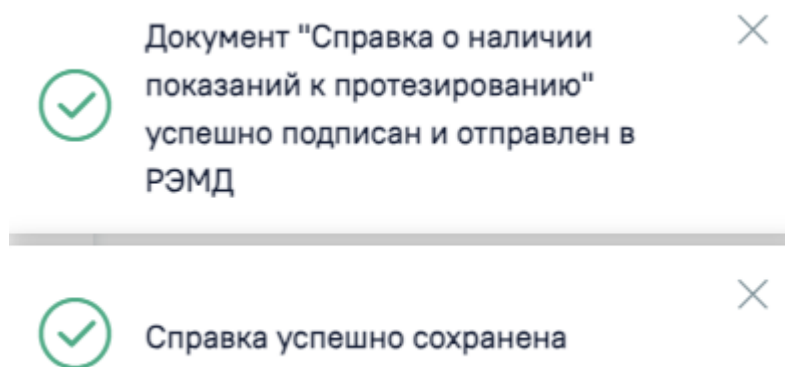 Документ "Справка о наличии
показаний к протезированию"
успешно подписан и отправлен в
РЭМД
Справка успешно сохранена